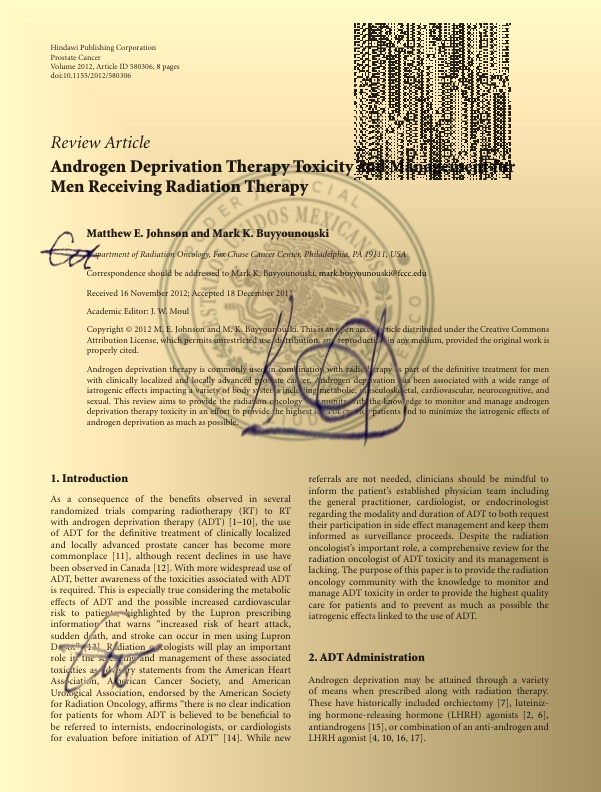 Hindawi Publishing Corporation
Prostate Cancer
Volume 2012, Article ID 580306, 8 pages
doi:10.1155/2012/580306
Review Article
Androgen Deprivation Therapy Toxicity and Management for
Men Receiving Radiation Therapy
PODER JUDICIAL
ESTADOS UNIDOS MEXICANOS
Matthew E. Johnson and Mark K. Buyyounouski
Department of Radiation Oncology, Fox Chase Cancer Center, Philadelphia, PA 19111, USA
Correspondence should be addressed to Mark K. Buyyounouski, mark.buyyounouski@fccc.edu
Received 16 November 2012; Accepted 18 December 2012
Academic Editor: J. W. Moul
Copyright © 2012 M. E. Johnson and M. K. Buyyounouski. This is an open access article distributed under the Creative Commons
Attribution License, which permits unrestricted use, distribution, and reproduction in any medium, provided the original work is
properly cited.
Androgen deprivation therapy is commonly used in combination with radiotherapy as part of the definitive treatment for men
with clinically localized and locally advanced prostate cancer. Androgen deprivation has been associated with a wide range of
iatrogenic effects impacting a variety of body systems including metabolic, musculoskeletal, cardiovascular, neurocognitive, and
sexual. This review aims to provide the radiation oncology community with the knowledge to monitor and manage androgen
deprivation therapy toxicity in an effort to provide the highest level of care for patients and to minimize the iatrogenic effects of
androgen deprivation as much as possible.
1. Introduction
As a consequence of the benefits observed in several
randomized trials comparing radiotherapy (RT) to RT
with androgen deprivation therapy (ADT) [1–10], the use
of ADT for the definitive treatment of clinically localized
and locally advanced prostate cancer has become more
commonplace [11], although recent declines in use have
been observed in Canada [12]. With more widespread use of
ADT, better awareness of the toxicities associated with ADT
is required. This is especially true considering the metabolic
effects of ADT and the possible increased cardiovascular
risk to patients highlighted by the Lupron prescribing
information that warns “increased risk of heart attack,
sudden death, and stroke can occur in men using Lupron
[13]. Radiation oncologists will play an important
role in the screening and management of these associated
toxicities as advisory statements from the American Heart
Association, American Cancer Society, and American
Urological Association, endorsed by the American Society
for Radiation Oncology, affirms “there is no clear indication
for patients for whom ADT is believed to be beneficial to
be referred to internists, endocrinologists, or cardiologists
for evaluation before initiation of ADT” [14]. While new
referrals are not needed, clinicians should be mindful to
inform the patient’s established physician team including
the general practitioner, cardiologist, or endocrinologist
regarding the modality and duration of ADT to both request
their participation in side effect management and keep them
informed as surveillance proceeds. Despite the radiation
oncologist’s important role, a comprehensive review for the
radiation oncologist of ADT toxicity and its management is
lacking. The purpose of this paper is to provide the radiation
oncology community with the knowledge to monitor and
manage ADT toxicity in order to provide the highest quality
care for patients and to prevent as much as possible the
iatrogenic effects linked to the use of ADT.
2. ADT Administration
Androgen deprivation may be attained through a variety
of means when prescribed along with radiation therapy.
These have historically included orchiectomy [7], luteiniz-
ing hormone-releasing hormone (LHRH) agonists [2, 6],
antiandrogens [15], or combination of an anti-androgen and
LHRH agonist [4, 10, 16, 17].